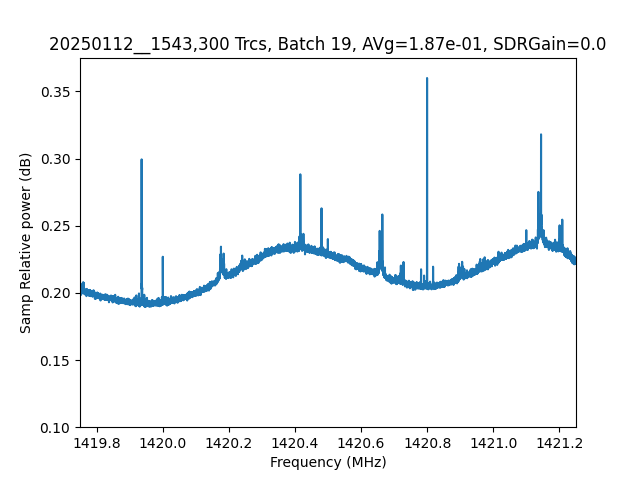 20250112__1543,300 Trcs, Batch 19, AVg=1.87e-01, SDRGain=0.0
Samp Relative power (dB)
0.35
0.30
0.25
0.20
0.15
0.10
1419.8 1420.0 1420.2 1420.4 1420.6 1420.8 1421.0 1421.2
Frequency (MHz)